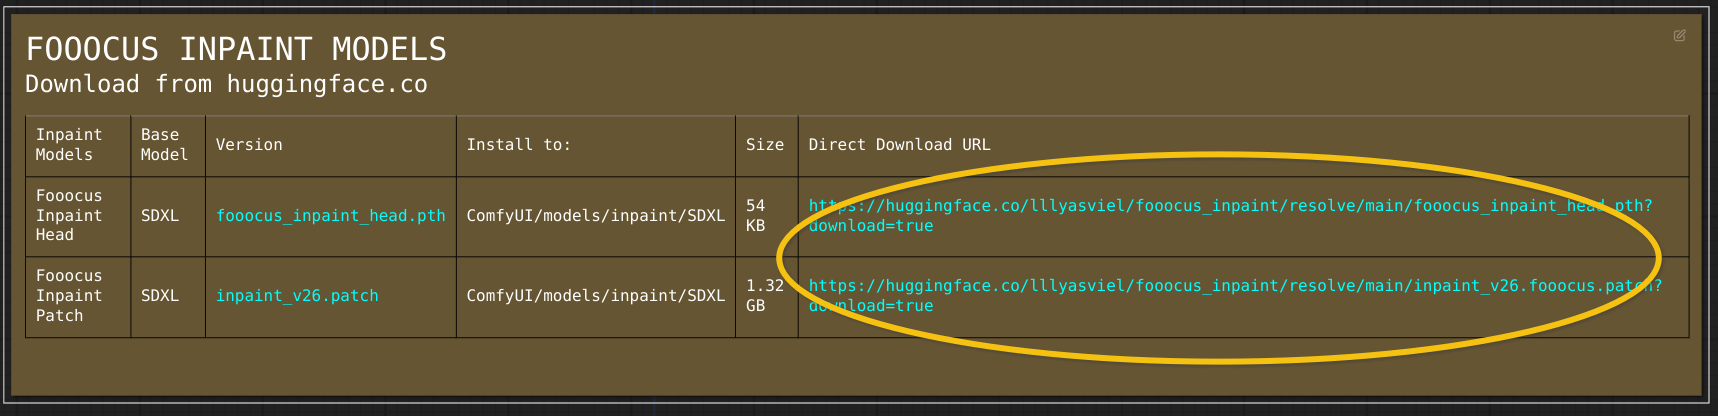 FOOOCUS INPAINT MODELS
Download from huggingface.co
Inpaint Models
Base Model
Version
Install to:
Size
Direct Download URL
Fooocus Inpaint Head
SDXL
fooocus_inpaint_head.pth
ComfyUI/models/inpaint/SDXL
54 KB
https://huggingface.co/lllyasviel/fooocus_inpaint/resolve/main/fooocus_inpaint_head.pth?
download=true
Fooocus Inpaint Patch
SDXL
inpaint_v26.patch
ComfyUI/models/inpaint/SDXL
1.32 GB
https://huggingface.co/lllyasviel/fooocus_inpaint/resolve/main/inpaint_v26.fooocus.patch?
download=true